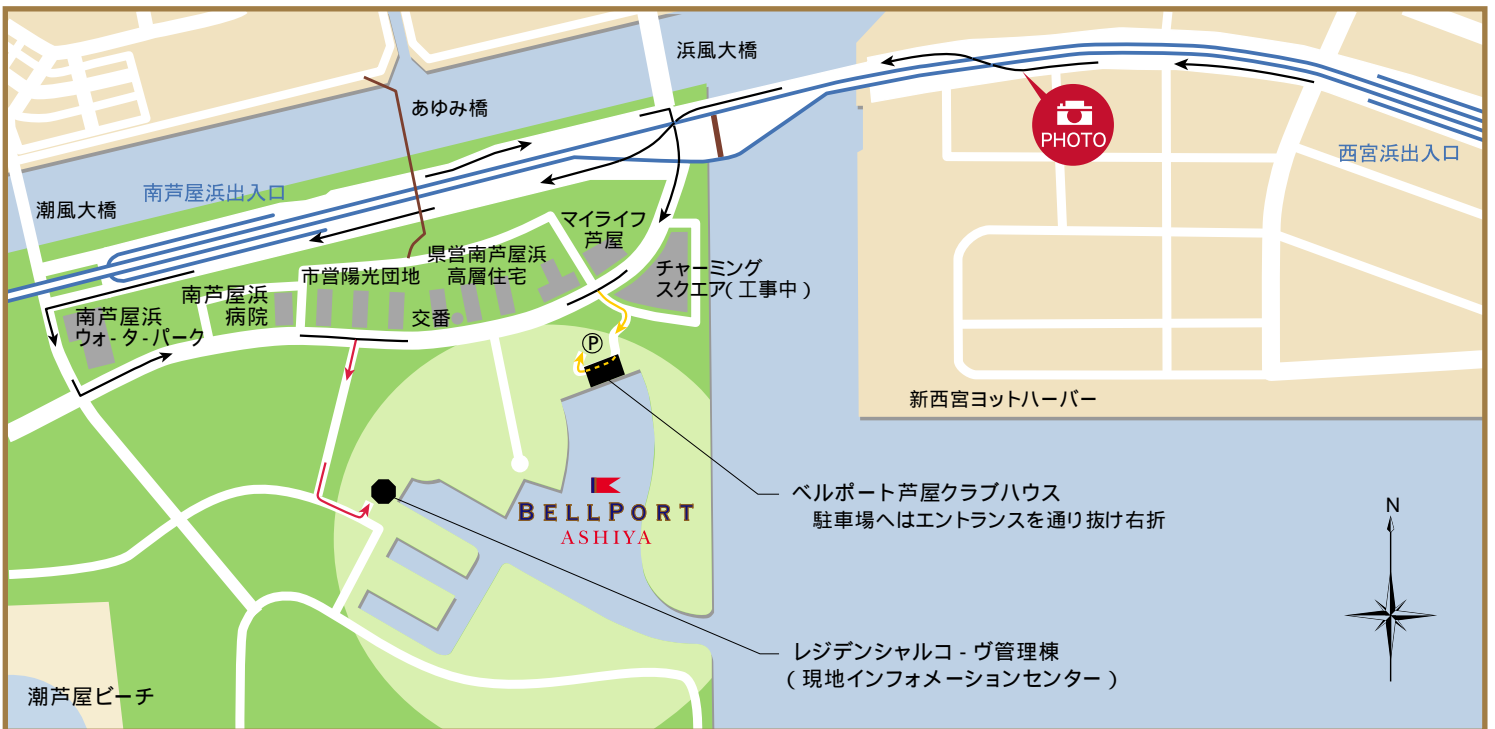 浜風大橋
あゆみ橋
PHOTO
西宮浜出入口
南芦屋浜出入口
潮風大橋
マイライフ
芦屋
県営南芦屋浜
高層住宅
市営陽光団地
チャーミング
スクエア(工事中)
南芦屋浜
病院
南芦屋浜
ウォ-タ-パーク
交番
P
新西宮ヨットハーバー
BELLPORT
ASHIYA
ベルポート芦屋クラブハウス
駐車場へはエントランスを通り抜け右折
N
レジデンシャルコ-ヴ管理棟
(現地インフォメーションセンター)
潮芦屋ビーチ